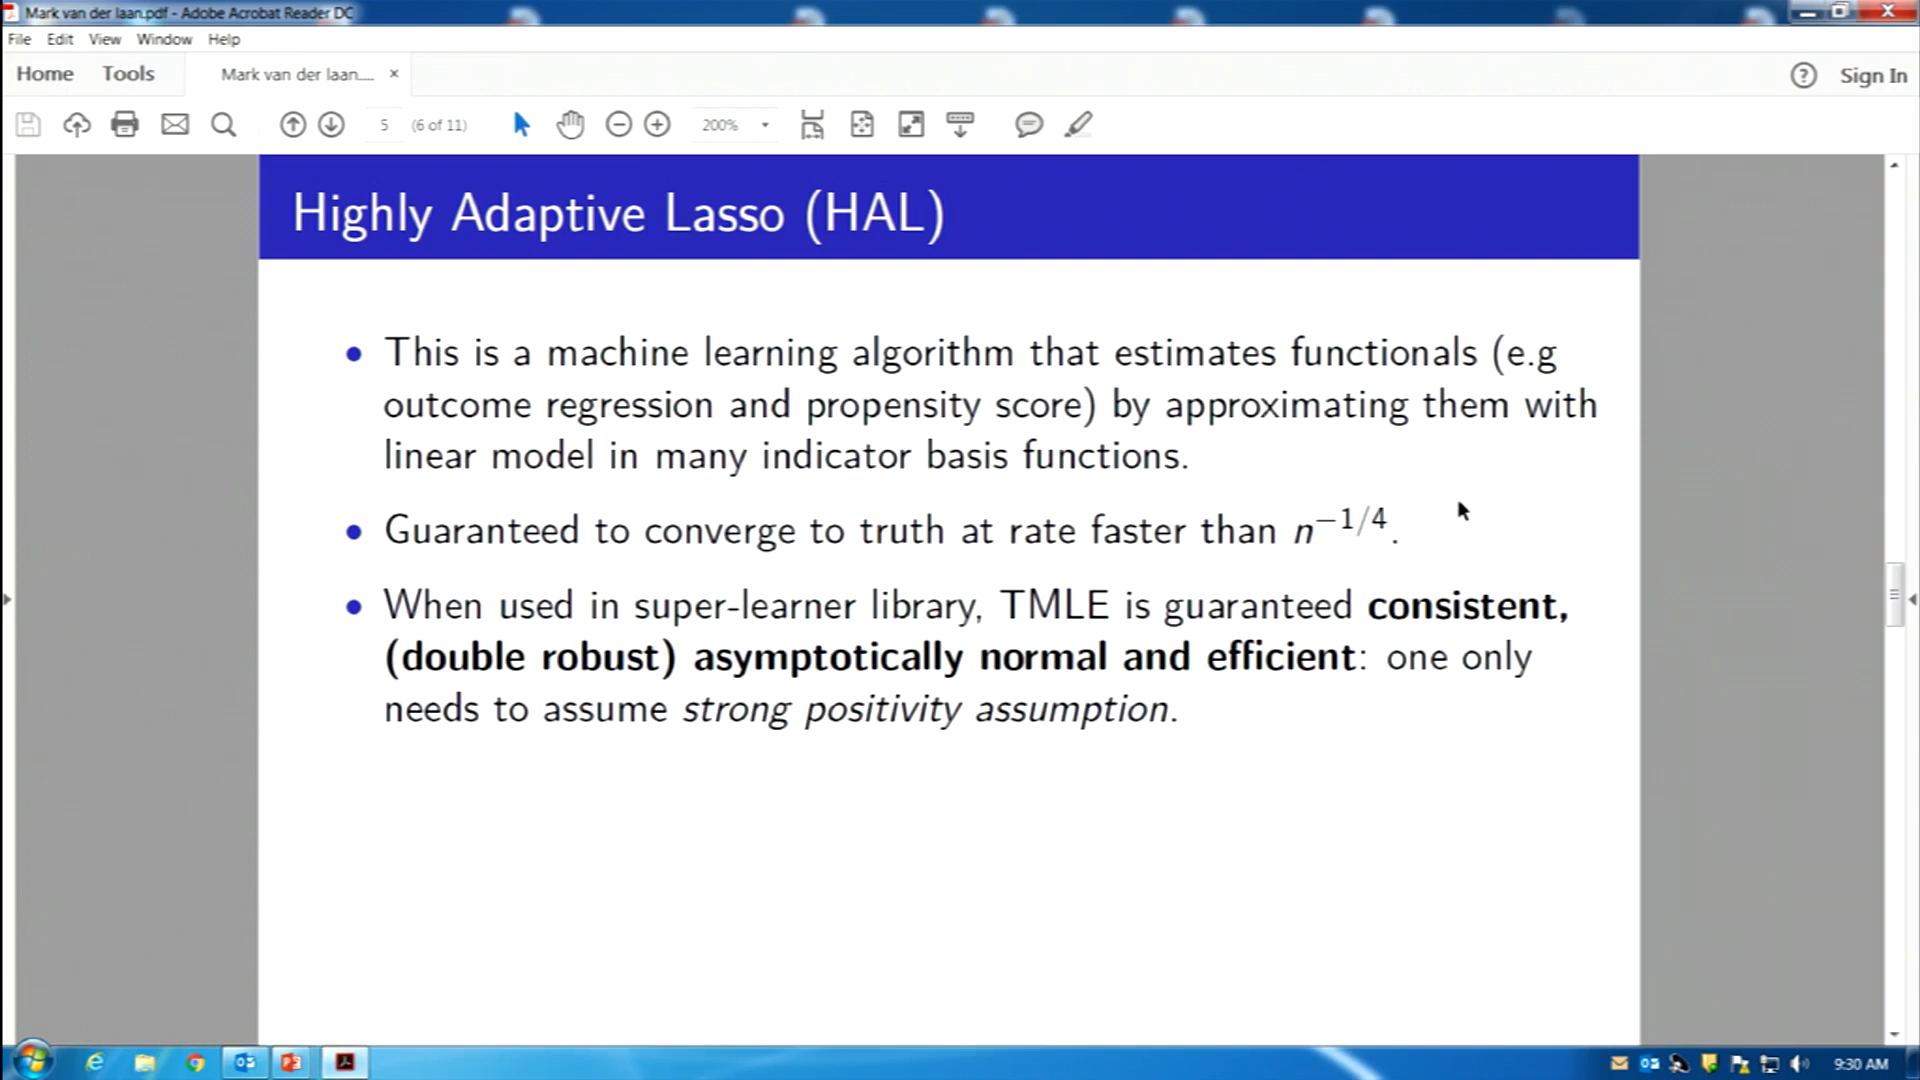 Mark van der laan.pdf - Adobe Acrobat Reader DC
File Edit View Window Help
Home Tools Mark van der laan.... × ? Sign In
5 (6 of 11) 200%
Highly Adaptive Lasso (HAL)
• This is a machine learning algorithm that estimates functionals (e.g
outcome regression and propensity score) by approximating them with
linear model in many indicator basis functions.
• Guaranteed to converge to truth at rate faster than n^{-1/4}.
• When used in super-learner library, TMLE is guaranteed consistent,
(double robust) asymptotically normal and efficient: one only
needs to assume strong positivity assumption.
9:30 AM